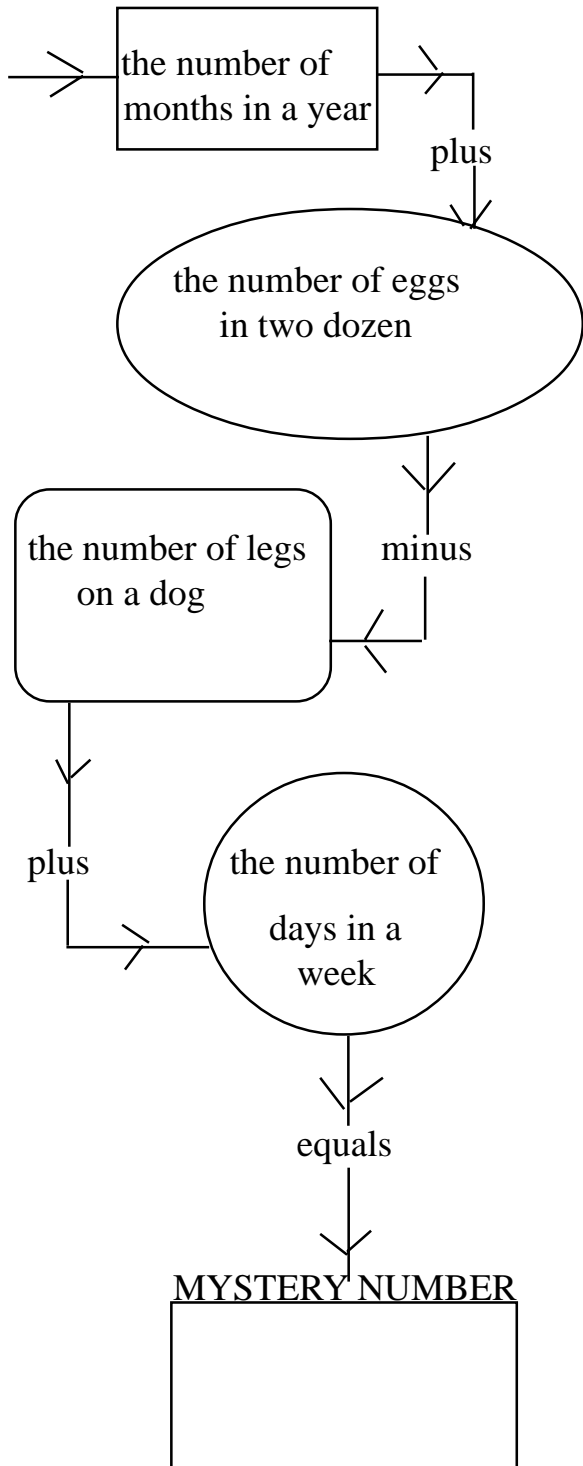 the number of
months in a year
plus
the number of eggs
in two dozen
minus
the number of legs
on a dog
plus
the number of
days in a
week
equals
MYSTERY NUMBER